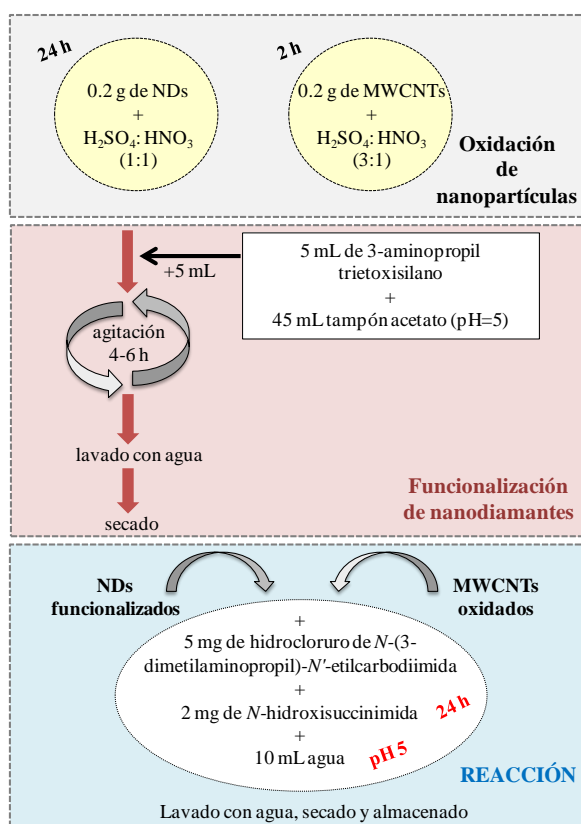 24 h
0.2 g de NDs
+
H₂SO₄: HNO₃
(1:1)
2 h
0.2 g de MWCNTs
+
H₂SO₄: HNO₃
(3:1)
Oxidación
de
nanopartículas
+5 mL
5 mL de 3-aminopropil
trietoxisilano
+
45 mL tampón acetato (pH=5)
agitación
4-6 h
lavado con agua
secado
Funcionalización
de nanodiamantes
NDs
funcionalizados
MWCNTs
oxidados
+
5 mg de hidrocloruro de N-(3-
dimetilaminopropil)-N'-etilcarbodiimida
+
2 mg de N-hidroxisuccinimida
24 h
+
10 mL agua
pH 5
REACCIÓN
Lavado con agua, secado y almacenado